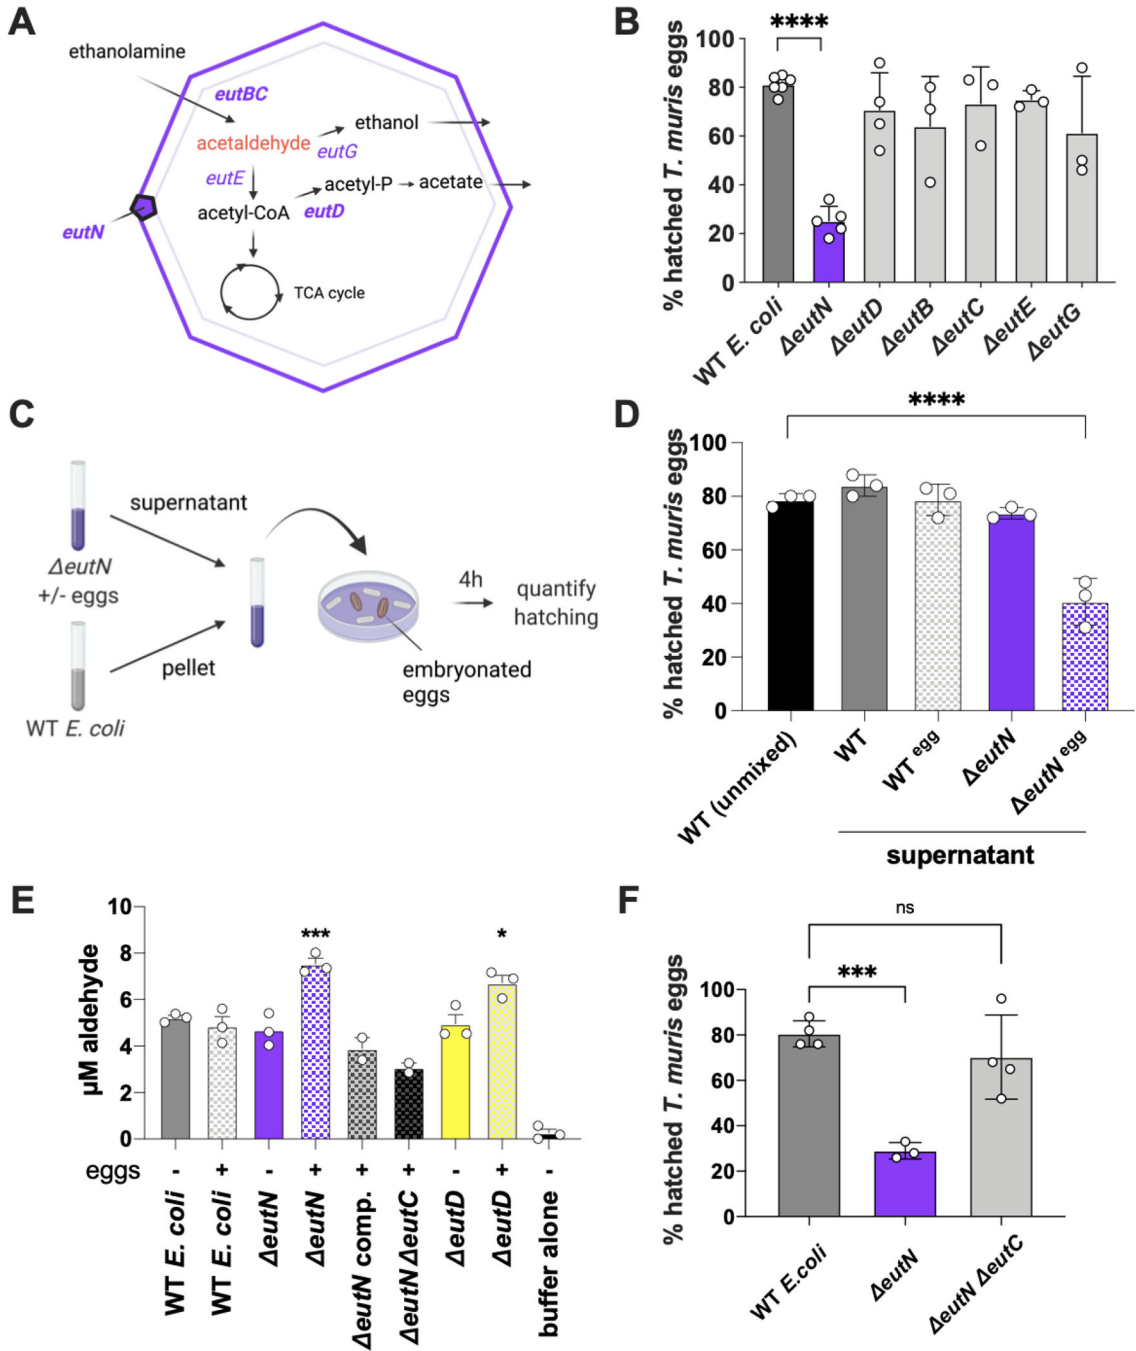 A
ethanolamine
eutBC
acetaldehyde
ethanol
eutG
eutE
acetyl-P
acetate
acetyl-CoA
eutD
eutN
TCA cycle
B
% hatched T. muris eggs
100
80
60
40
20
0
****
WT E. coli
ΔeutN
ΔeutD
ΔeutB
ΔeutC
ΔeutE
ΔeutG
C
supernatant
ΔeutN
+/- eggs
pellet
WT E. coli
4h
quantify
hatching
embryonated
eggs
D
% hatched T. muris eggs
100
80
60
40
20
0
****
WT (unmixed)
WT
WT egg
ΔeutN
ΔeutN egg
supernatant
E
µM aldehyde
10
8
6
4
2
0
***
*
eggs - + - + + + - + -
WT E. coli
WT E. coli
ΔeutN
ΔeutN
ΔeutN comp.
ΔeutN ΔeutC
ΔeutD
ΔeutD
buffer alone
F
% hatched T. muris eggs
100
80
60
40
20
0
ns
***
WT E.coli
ΔeutN
ΔeutN ΔeutC